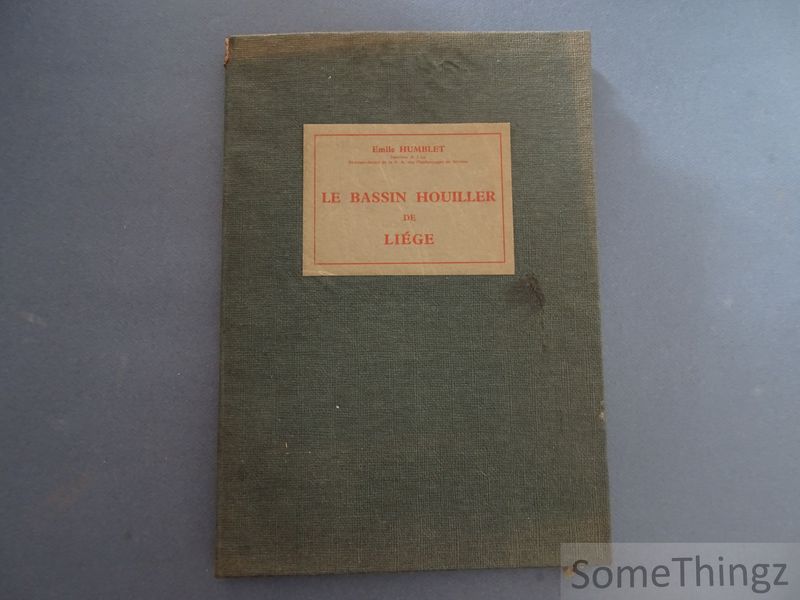 Emile HUMBLET
LE BASSIN HOUILLER
DE
LIÉGE
SomeThingz